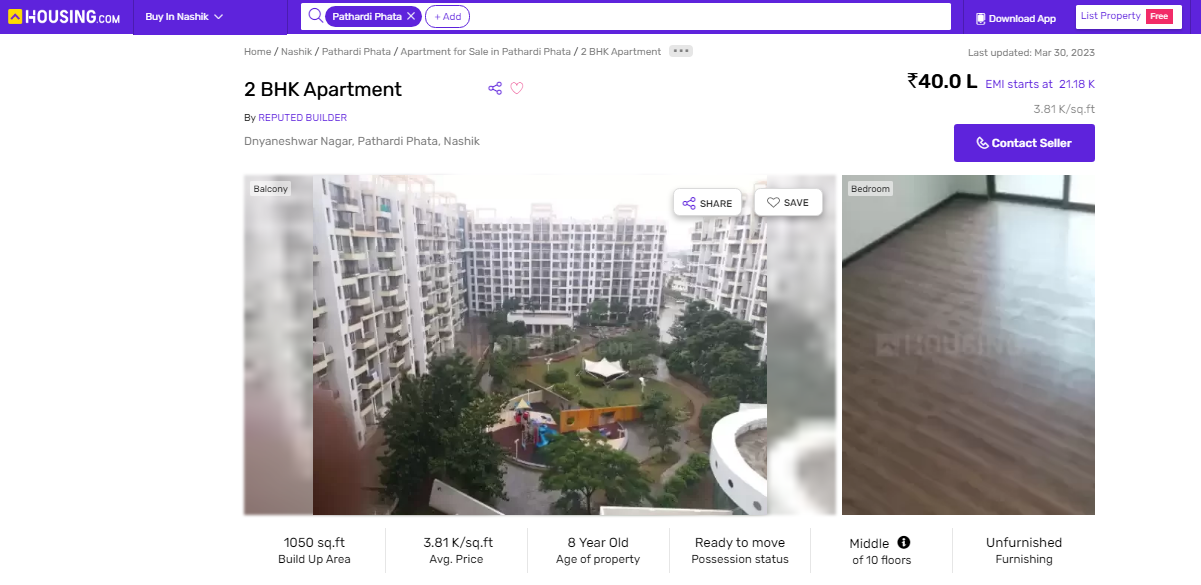 HOUSING.COM
Buy In Nashik
Pathardi Phata
+ Add
Download App
List Property Free
Home / Nashik / Pathardi Phata / Apartment for Sale in Pathardi Phata / 2 BHK Apartment
Last updated: Mar 30, 2023
2 BHK Apartment
₹40.0 L EMI starts at 21.18 K
3.81 K/sq.ft
By REPUTED BUILDER
Dnyaneshwar Nagar, Pathardi Phata, Nashik
Contact Seller
Balcony
SHARE
SAVE
Bedroom
HOUSING.COM
HOUSING
1050 sq.ft
Build Up Area
3.81 K/sq.ft
Avg. Price
8 Year Old
Age of property
Ready to move
Possession status
Middle
of 10 floors
Unfurnished
Furnishing